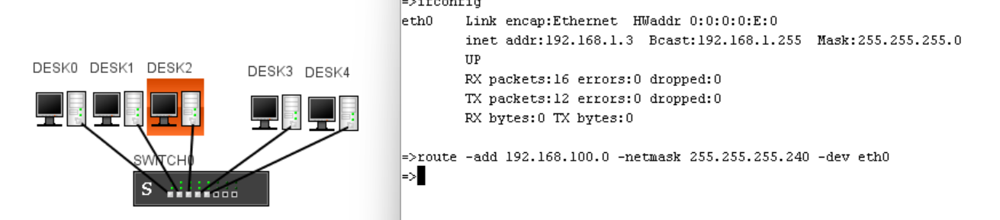 DESK0 DESK1 DESK2 DESK3 DESK4
SWITCH0
S
=>ifconfig
eth0 Link encap:Ethernet HWaddr 0:0:0:0:E:0
inet addr:192.168.1.3 Bcast:192.168.1.255 Mask:255.255.255.0
UP
RX packets:16 errors:0 dropped:0
TX packets:12 errors:0 dropped:0
RX bytes:0 TX bytes:0
=>route -add 192.168.100.0 -netmask 255.255.255.240 -dev eth0
=>